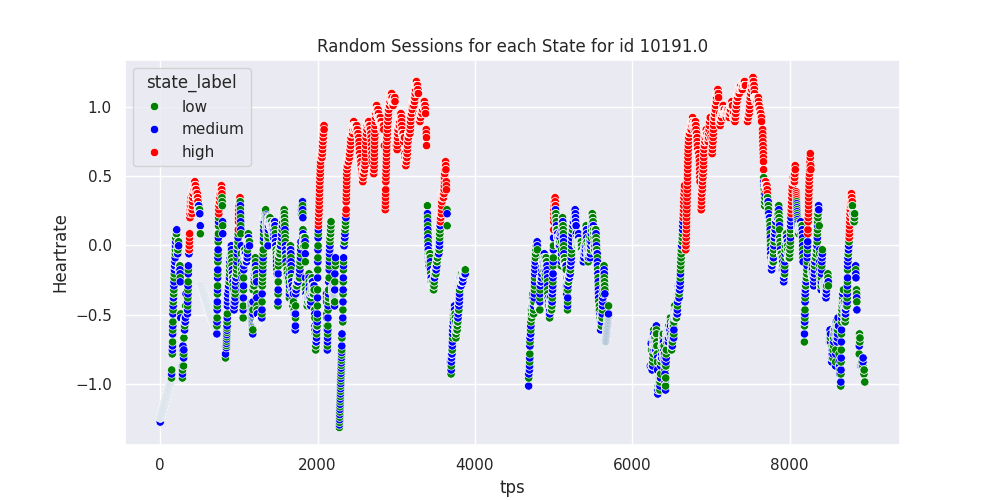 Random Sessions for each State for id 10191.0
state_label
low
medium
high
Heartrate
1.0
0.5
0.0
−0.5
−1.0
0 2000 4000 6000 8000
tps